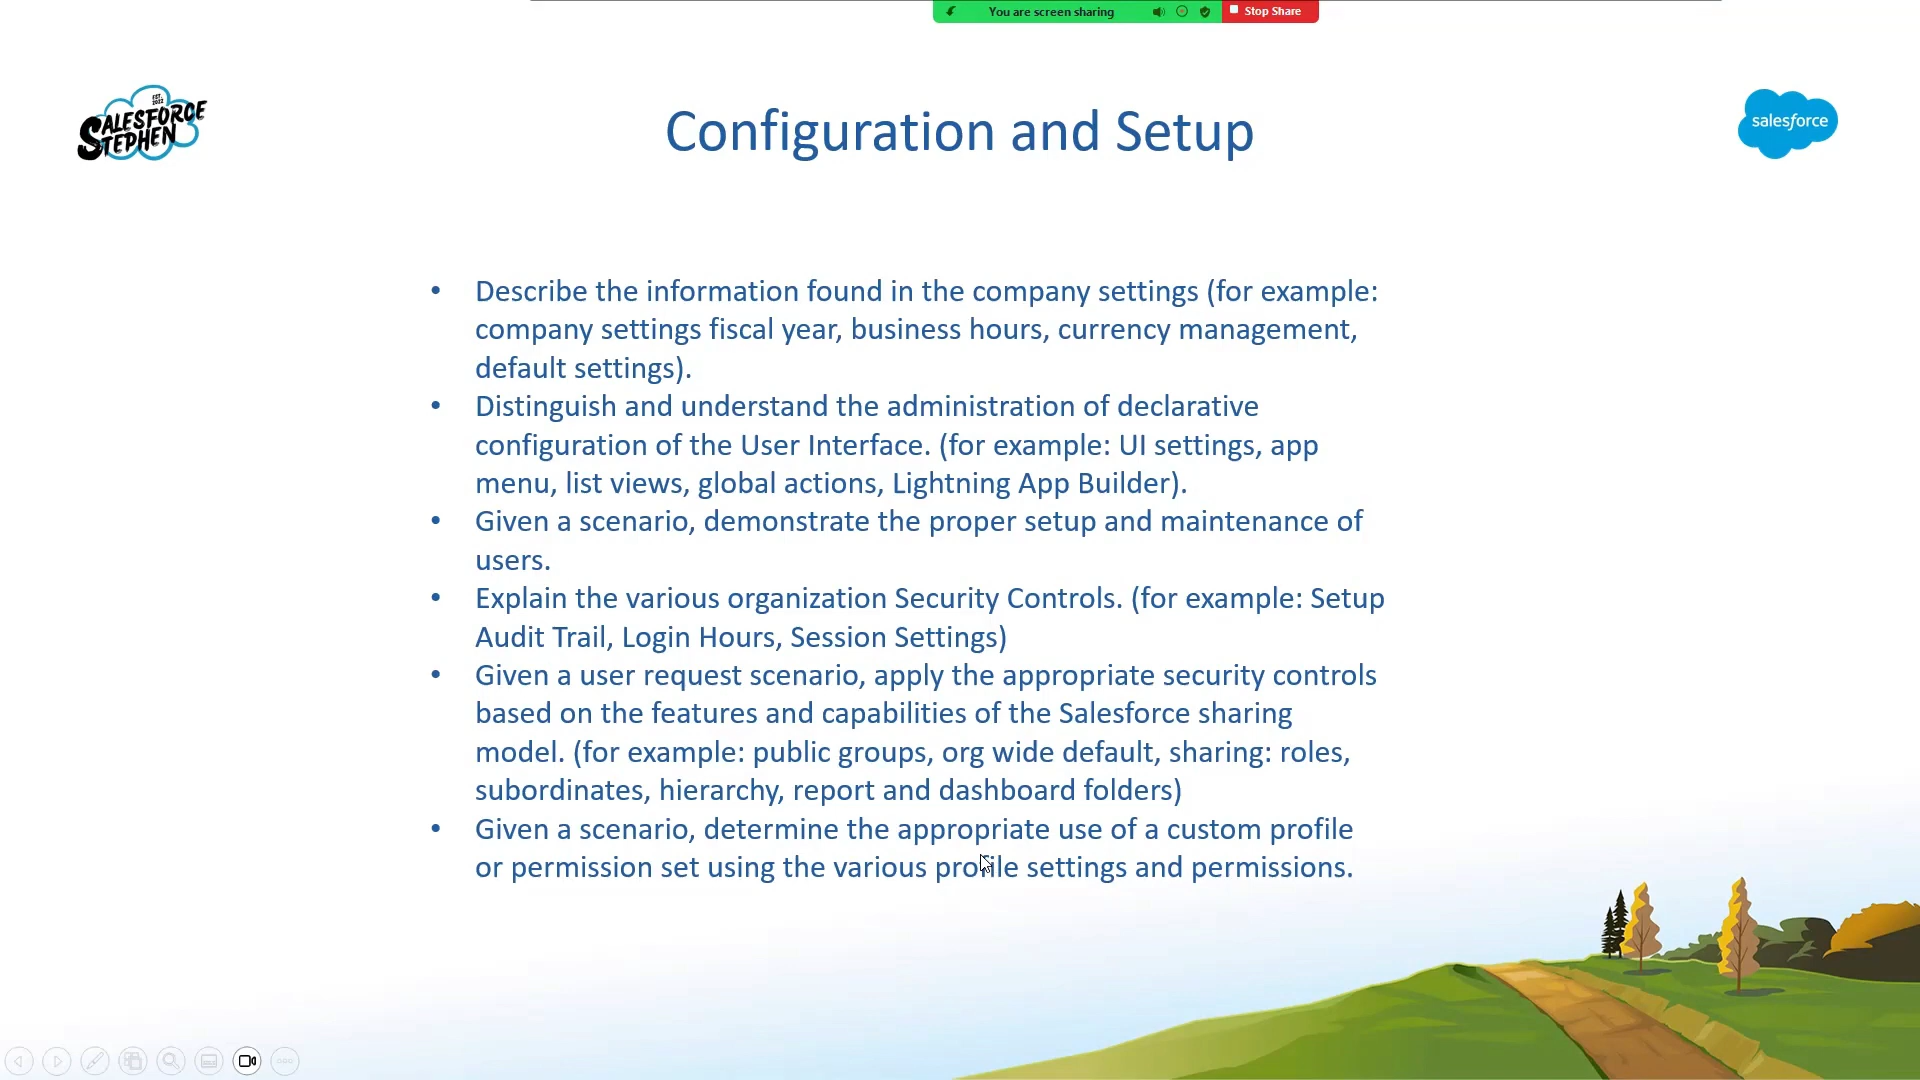 You are screen sharing
Stop Share
EST.
2022
SALESFORCE
STEPHEN
Configuration and Setup
salesforce
• Describe the information found in the company settings (for example:
company settings fiscal year, business hours, currency management,
default settings).
• Distinguish and understand the administration of declarative
configuration of the User Interface. (for example: UI settings, app
menu, list views, global actions, Lightning App Builder).
• Given a scenario, demonstrate the proper setup and maintenance of
users.
• Explain the various organization Security Controls. (for example: Setup
Audit Trail, Login Hours, Session Settings)
• Given a user request scenario, apply the appropriate security controls
based on the features and capabilities of the Salesforce sharing
model. (for example: public groups, org wide default, sharing: roles,
subordinates, hierarchy, report and dashboard folders)
• Given a scenario, determine the appropriate use of a custom profile
or permission set using the various profile settings and permissions.